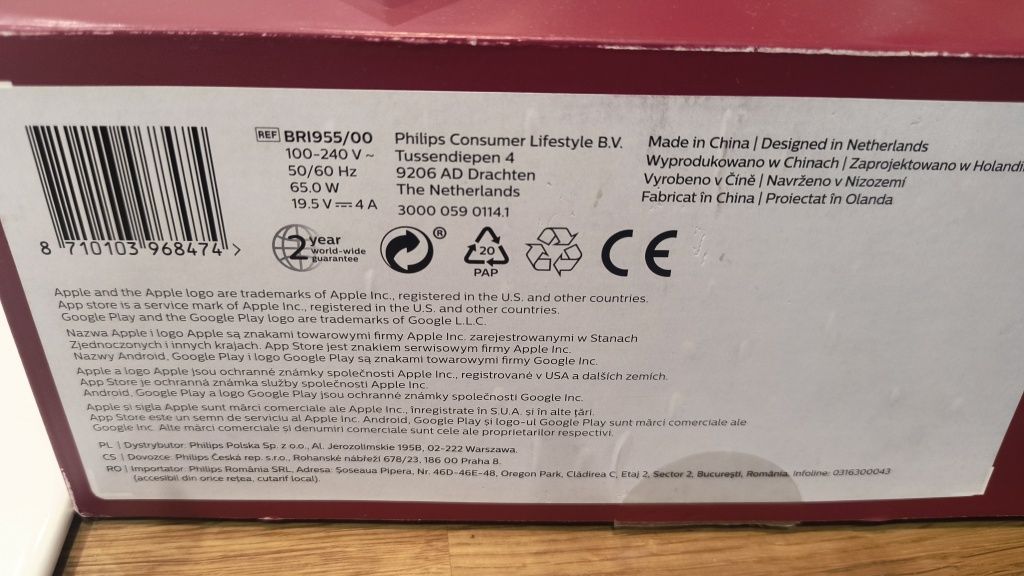 8 710103 968474 >
REF BRI955/00
100-240 V ~
50/60 Hz
65.0 W
19.5 V ⎓ 4 A
Philips Consumer Lifestyle B.V.
Tussendiepen 4
9206 AD Drachten
The Netherlands
3000 059 0114.1
Made in China | Designed in Netherlands
Wyprodukowano w Chinach | Zaprojektowano w Holandi
Vyrobeno v Číně | Navrženo v Nizozemí
Fabricat în China | Proiectat în Olanda
2 year
world-wide
guarantee
®
20
PAP
CE
Apple and the Apple logo are trademarks of Apple Inc., registered in the U.S. and other countries.
App store is a service mark of Apple Inc., registered in the U.S. and other countries.
Google Play and the Google Play logo are trademarks of Google L.L.C.
Nazwa Apple i logo Apple są znakami towarowymi firmy Apple Inc. zarejestrowanymi w Stanach
Zjednoczonych i innych krajach. App Store jest znakiem serwisowym firmy Apple Inc.
Nazwy Android, Google Play i logo Google Play są znakami towarowymi firmy Google Inc.
Apple a logo Apple jsou ochranné známky společnosti Apple Inc., registrované v USA a dalších zemích.
App Store je ochranná známka služby společnosti Apple Inc.
Android, Google Play a logo Google Play jsou ochranné známky společnosti Google Inc.
Apple și sigla Apple sunt mărci comerciale ale Apple Inc., înregistrate în S.U.A. și în alte țări.
App Store este un semn de serviciu al Apple Inc. Android, Google Play și logo-ul Google Play sunt mărci comerciale ale
Google Inc. Alte mărci comerciale și denumiri comerciale sunt cele ale proprietarilor respectivi.
PL | Dystrybutor: Philips Polska Sp. z o.o., Al. Jerozolimskie 195B, 02-222 Warszawa.
CS | Dovozce: Philips Česká rep. s.r.o., Rohanské nábřeží 678/23, 186 00 Praha 8.
RO | Importator: Philips România SRL, Adresa: Șoseaua Pipera, Nr. 46D-46E-48, Oregon Park, Clădirea C, Etaj 2, Sector 2, București, România. Infoline: 0316300043
(accesibil din orice rețea, cutarif local).